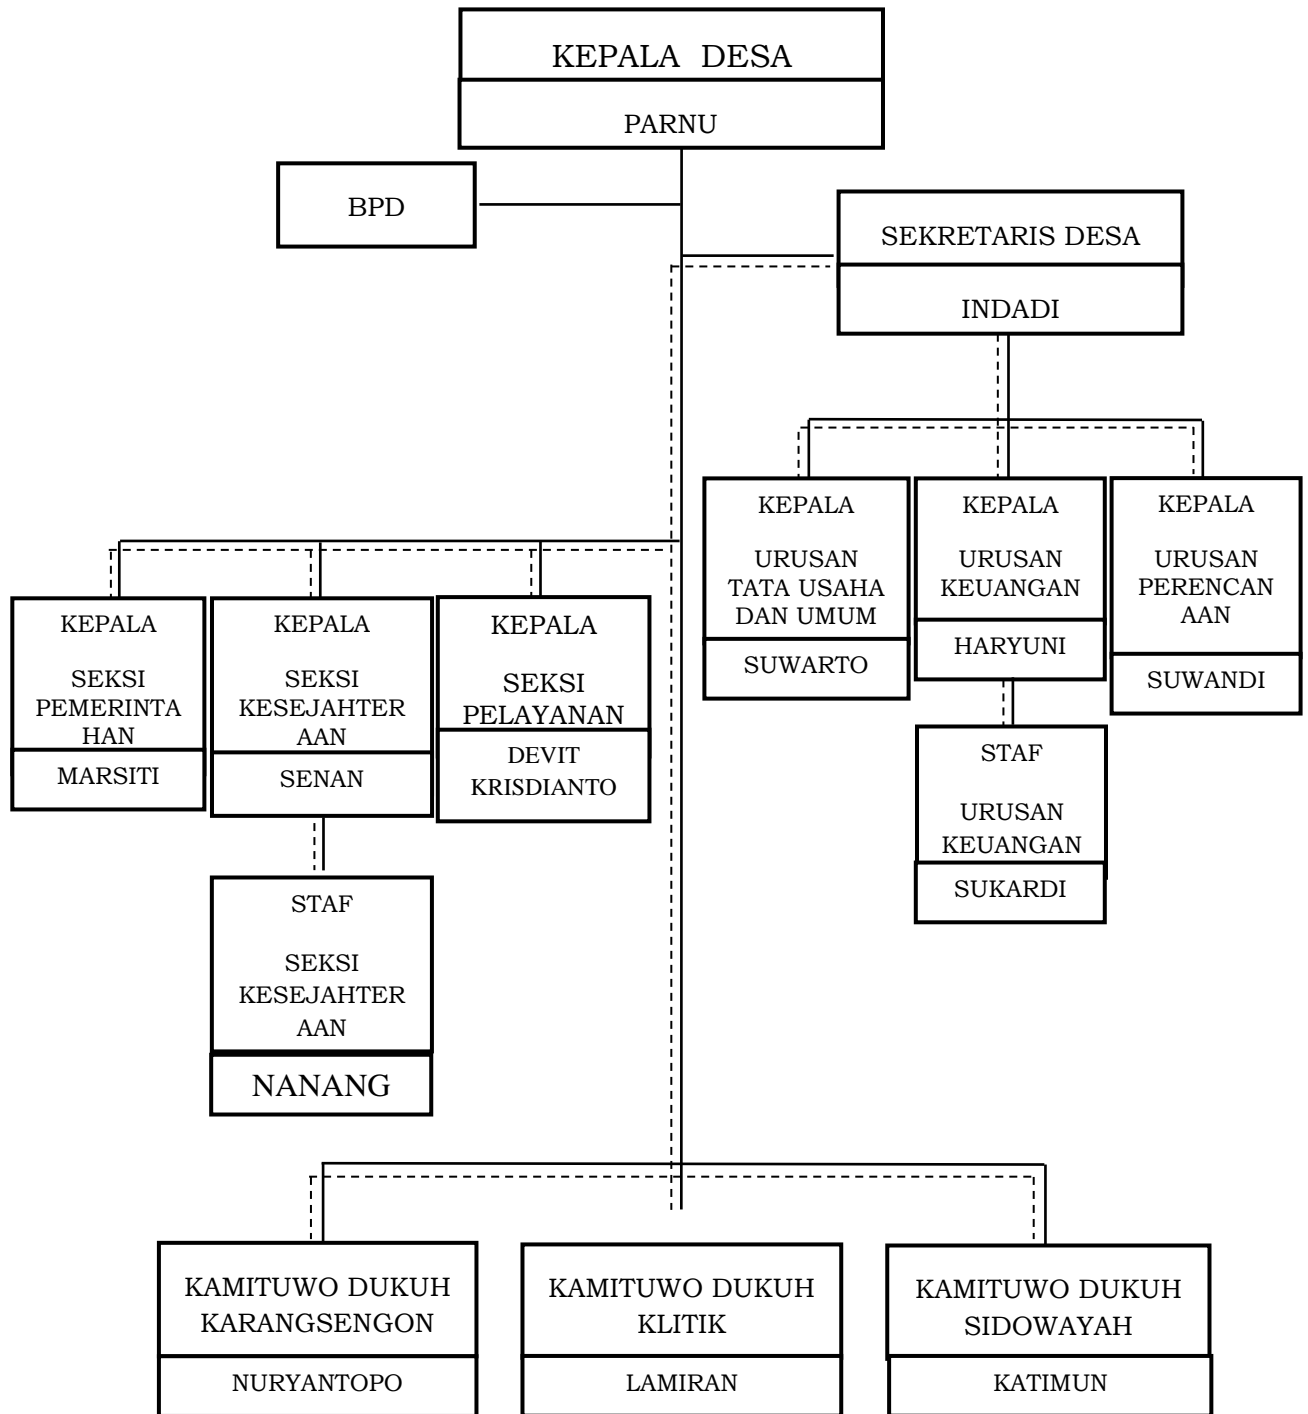 KEPALA DESA
PARNU
BPD
SEKRETARIS DESA
INDADI
KEPALA
URUSAN
TATA USAHA
DAN UMUM
SUWARTO
KEPALA
URUSAN
KEUANGAN
HARYUNI
KEPALA
URUSAN
PERENCAN
AAN
SUWANDI
STAF
URUSAN
KEUANGAN
SUKARDI
KEPALA
SEKSI
PEMERINTA
HAN
MARSITI
KEPALA
SEKSI
KESEJAHTER
AAN
SENAN
KEPALA
SEKSI
PELAYANAN
DEVIT
KRISDIANTO
STAF
SEKSI
KESEJAHTER
AAN
NANANG
KAMITUWO DUKUH
KARANGSENGON
NURYANTOPO
KAMITUWO DUKUH
KLITIK
LAMIRAN
KAMITUWO DUKUH
SIDOWAYAH
KATIMUN